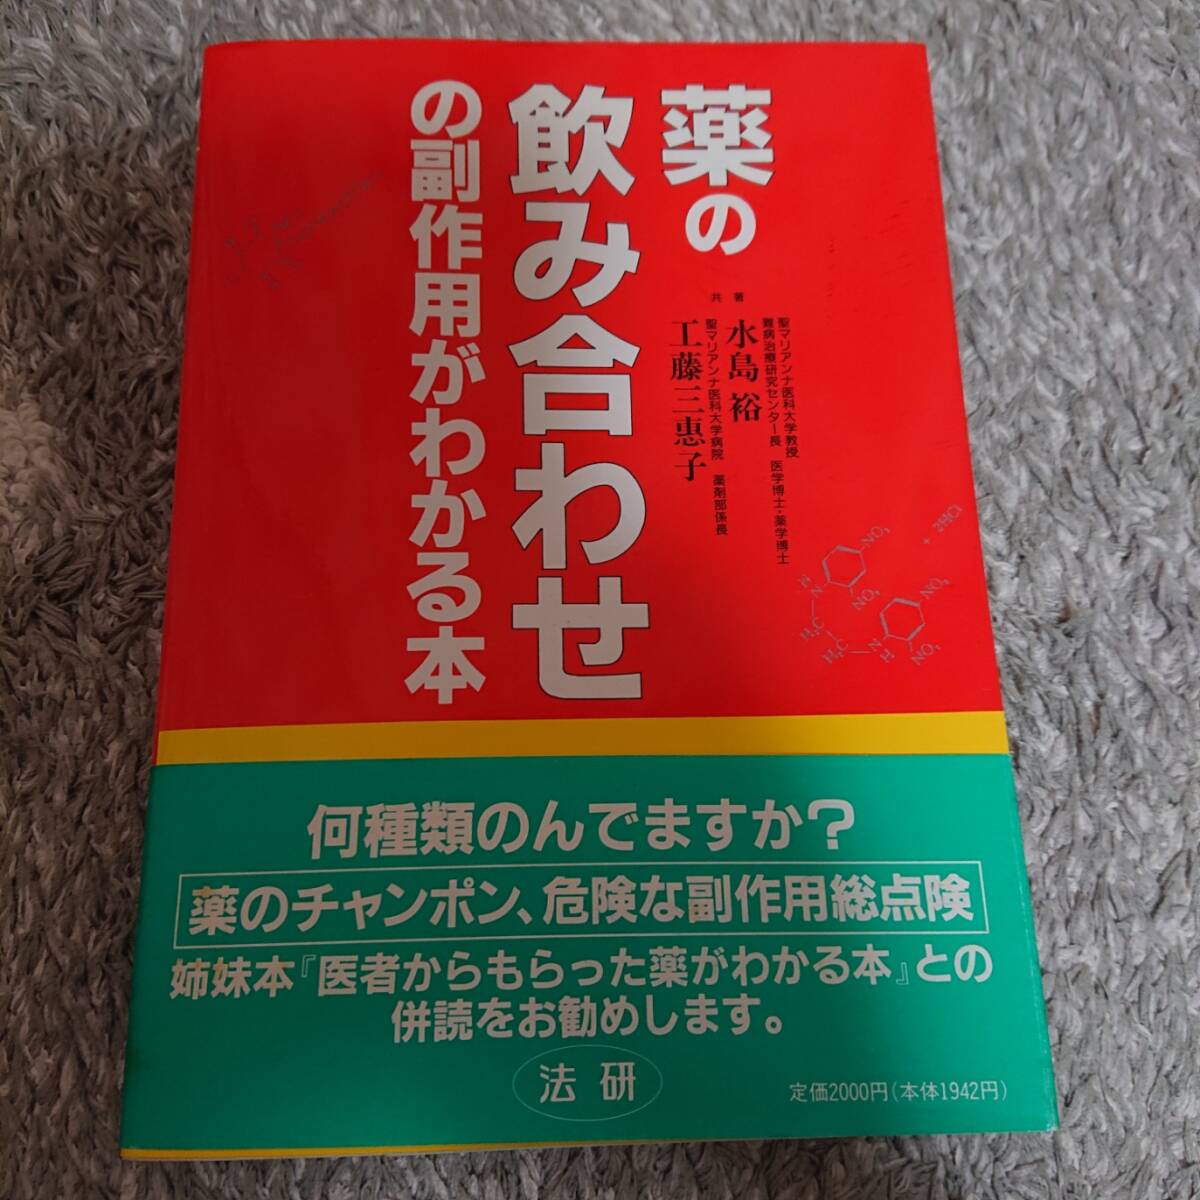 薬の
飲み合わせ
の副作用がわかる本
共著
聖マリアンナ医科大学教授
難病治療研究センター長 医学博士・薬学博士
水島 裕
聖マリアンナ医科大学病院 薬剤部係長
工藤三恵子
+ 2HCl
NO₂
NO₂
NO₂
NO₂
H
N
H₂C
H₂C
N
H
何種類のんでますか?
薬のチャンポン、危険な副作用総点険
姉妹本『医者からもらった薬がわかる本』との
併読をお勧めします。
法研
定価2000円(本体1942円)